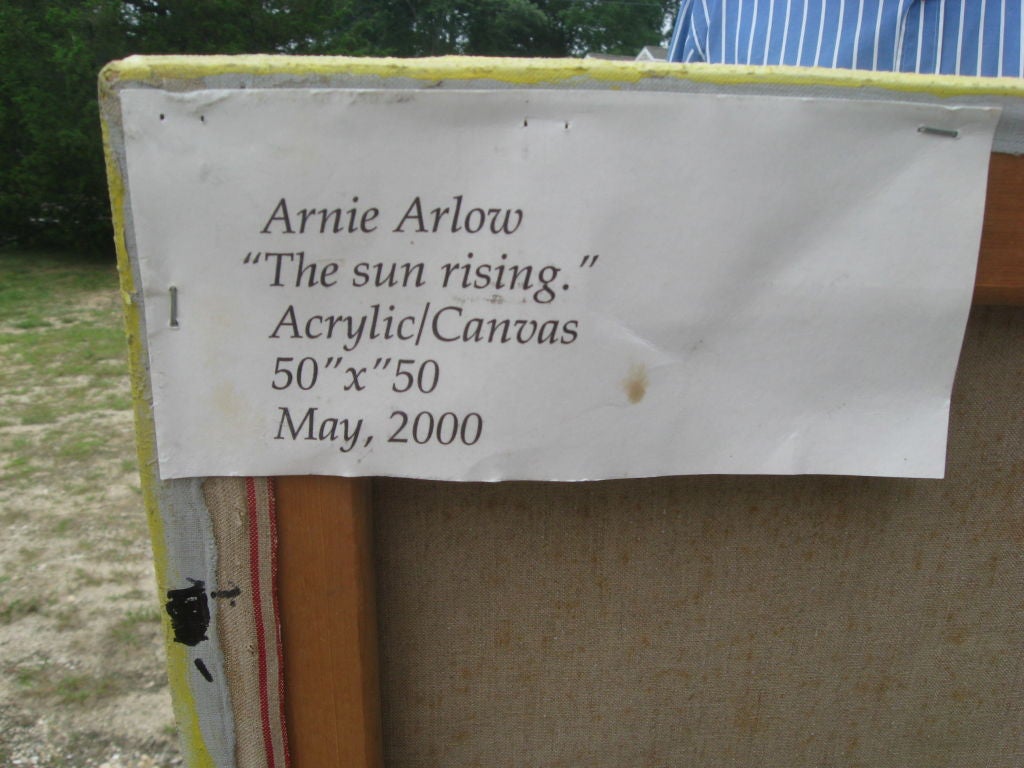 Arnie Arlow
“The sun rising.”
Acrylic/Canvas
50”x”50
May, 2000